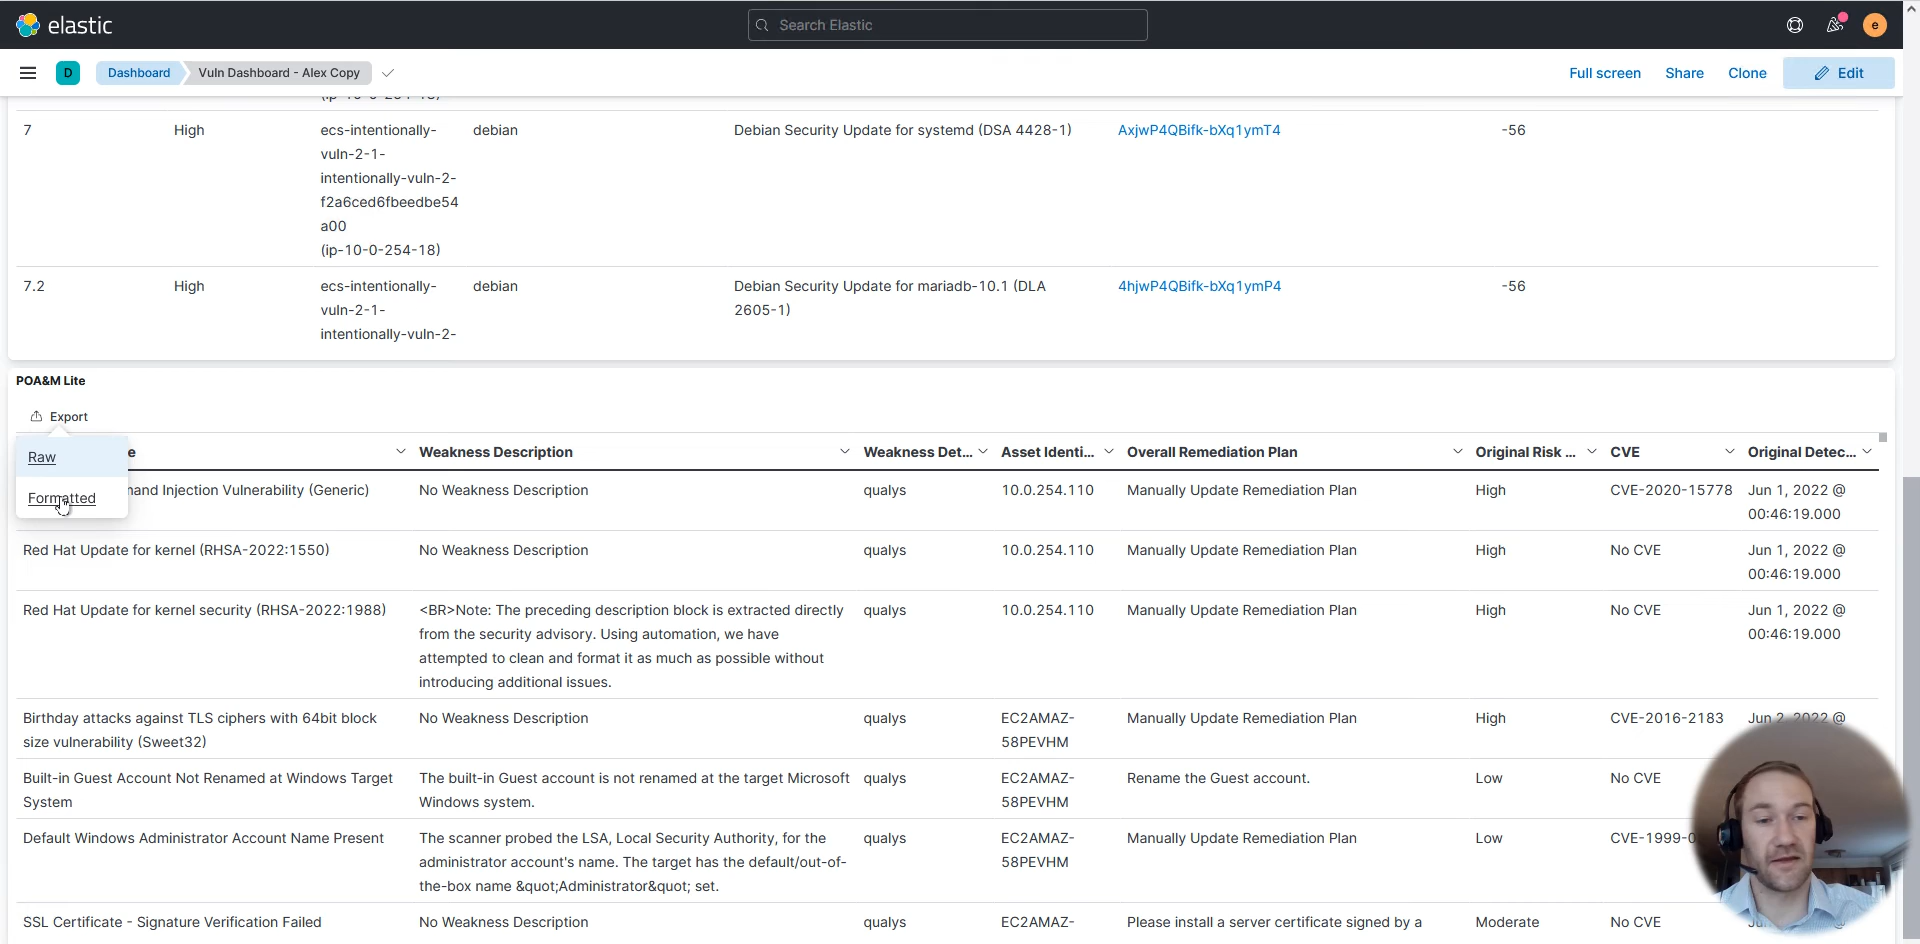 elastic
Search Elastic
e
D
Dashboard
Vuln Dashboard - Alex Copy
Full screen
Share
Clone
Edit
7
High
ecs-intentionally-
vuln-2-1-
intentionally-vuln-2-
f2a6ced6fbeedbe54
a00
(ip-10-0-254-18)
debian
Debian Security Update for systemd (DSA 4428-1)
AxjwP4QBifk-bXq1ymT4
-56
7.2
High
ecs-intentionally-
vuln-2-1-
intentionally-vuln-2-
debian
Debian Security Update for mariadb-10.1 (DLA
2605-1)
4hjwP4QBifk-bXq1ymP4
-56
POA&M Lite
Export
Raw
Formatted
e
Weakness Description
Weakness Det...
Asset Identi...
Overall Remediation Plan
Original Risk ...
CVE
Original Detec...
Injection Vulnerability (Generic)
No Weakness Description
qualys
10.0.254.110
Manually Update Remediation Plan
High
CVE-2020-15778
Jun 1, 2022 @
00:46:19.000
Red Hat Update for kernel (RHSA-2022:1550)
No Weakness Description
qualys
10.0.254.110
Manually Update Remediation Plan
High
No CVE
Jun 1, 2022 @
00:46:19.000
Red Hat Update for kernel security (RHSA-2022:1988)
<BR>Note: The preceding description block is extracted directly
from the security advisory. Using automation, we have
attempted to clean and format it as much as possible without
introducing additional issues.
qualys
10.0.254.110
Manually Update Remediation Plan
High
No CVE
Jun 1, 2022 @
00:46:19.000
Birthday attacks against TLS ciphers with 64bit block
size vulnerability (Sweet32)
No Weakness Description
qualys
EC2AMAZ-
58PEVHM
Manually Update Remediation Plan
High
CVE-2016-2183
Jun 2, 2022 @
Built-in Guest Account Not Renamed at Windows Target
System
The built-in Guest account is not renamed at the target Microsoft
Windows system.
qualys
EC2AMAZ-
58PEVHM
Rename the Guest account.
Low
No CVE
Default Windows Administrator Account Name Present
The scanner probed the LSA, Local Security Authority, for the
administrator account's name. The target has the default/out-of-
the-box name &quot;Administrator&quot; set.
qualys
EC2AMAZ-
58PEVHM
Manually Update Remediation Plan
Low
CVE-1999-0
SSL Certificate - Signature Verification Failed
No Weakness Description
qualys
EC2AMAZ-
Please install a server certificate signed by a
Moderate
No CVE